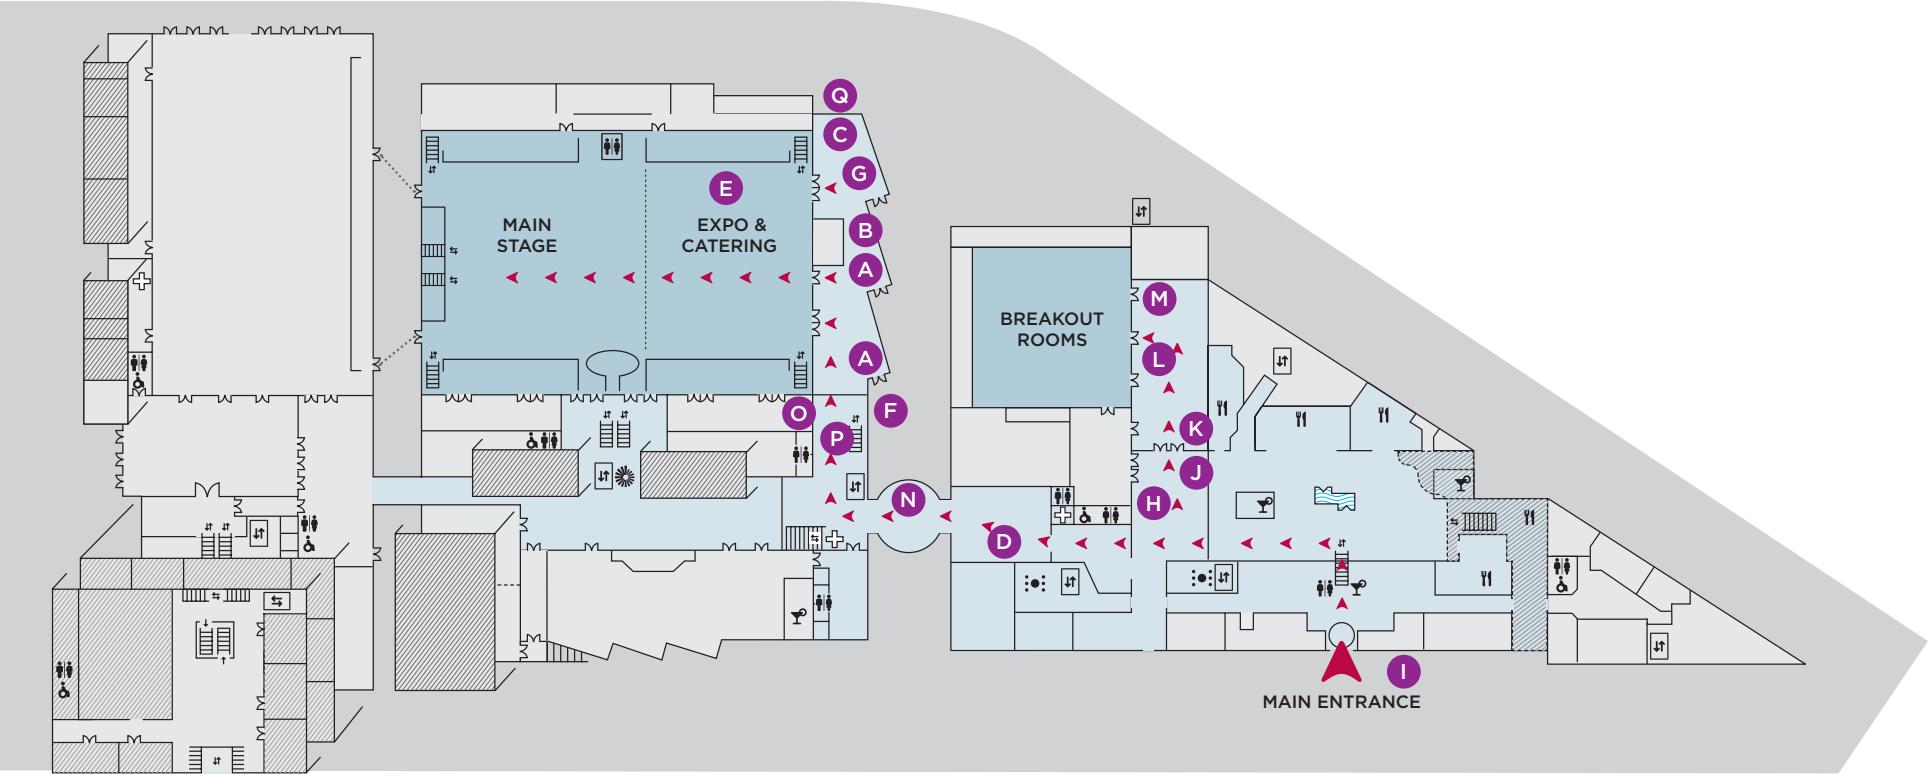 Q
C
G
E
MAIN
STAGE
EXPO &
CATERING
B
A
A
O
F
P
N
D
BREAKOUT
ROOMS
M
L
K
J
H
I
MAIN ENTRANCE